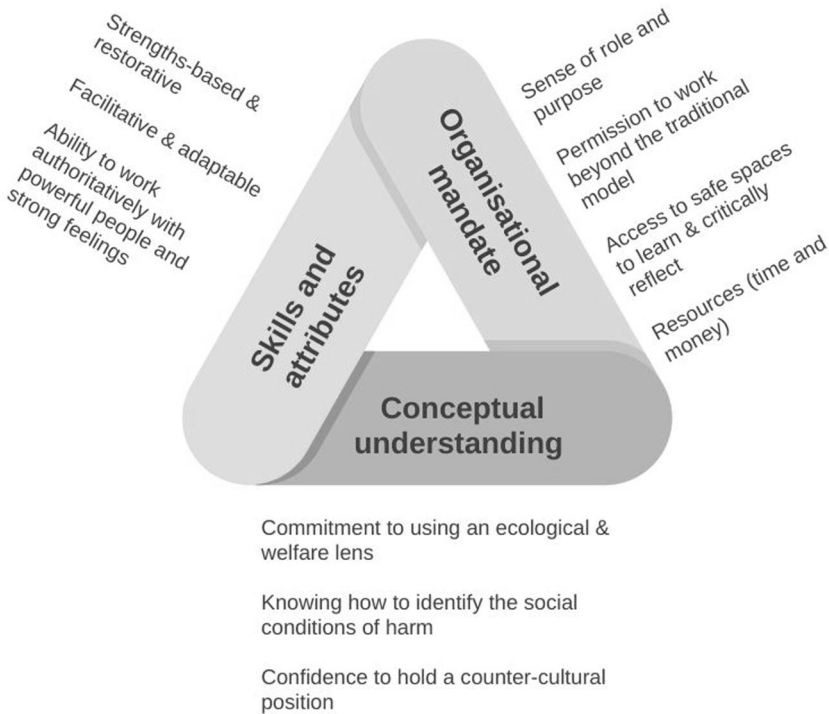 Strengths-based &
restorative
Facilitative & adaptable
Ability to work
authoritatively with
powerful people and
strong feelings
Skills and
attributes
Organisational
mandate
Sense of role and
purpose
Permission to work
beyond the traditional
model
Access to safe spaces
to learn & critically
reflect
Resources (time and
money)
Conceptual
understanding
Commitment to using an ecological &
welfare lens
Knowing how to identify the social
conditions of harm
Confidence to hold a counter-cultural
position